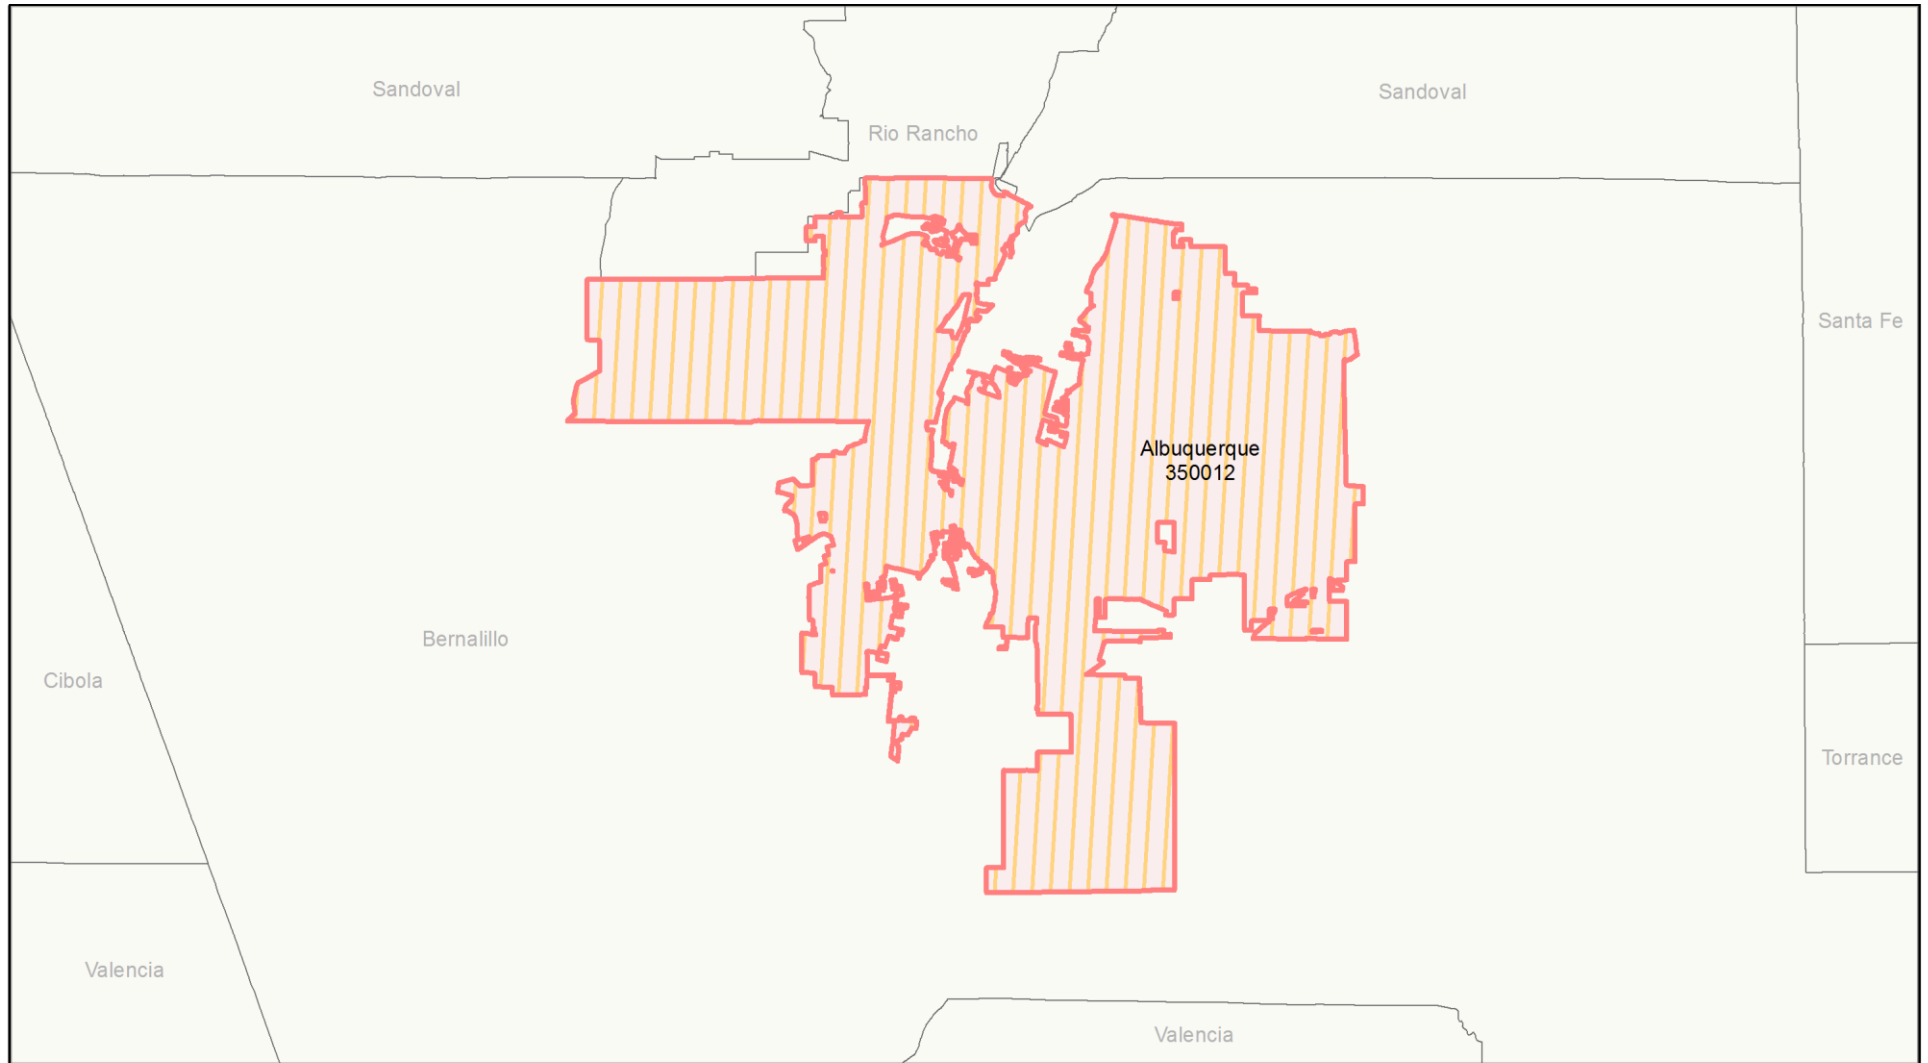 Sandoval
Sandoval
Rio Rancho
Santa Fe
Albuquerque
350012
Bernalillo
Cibola
Torrance
Valencia
Valencia